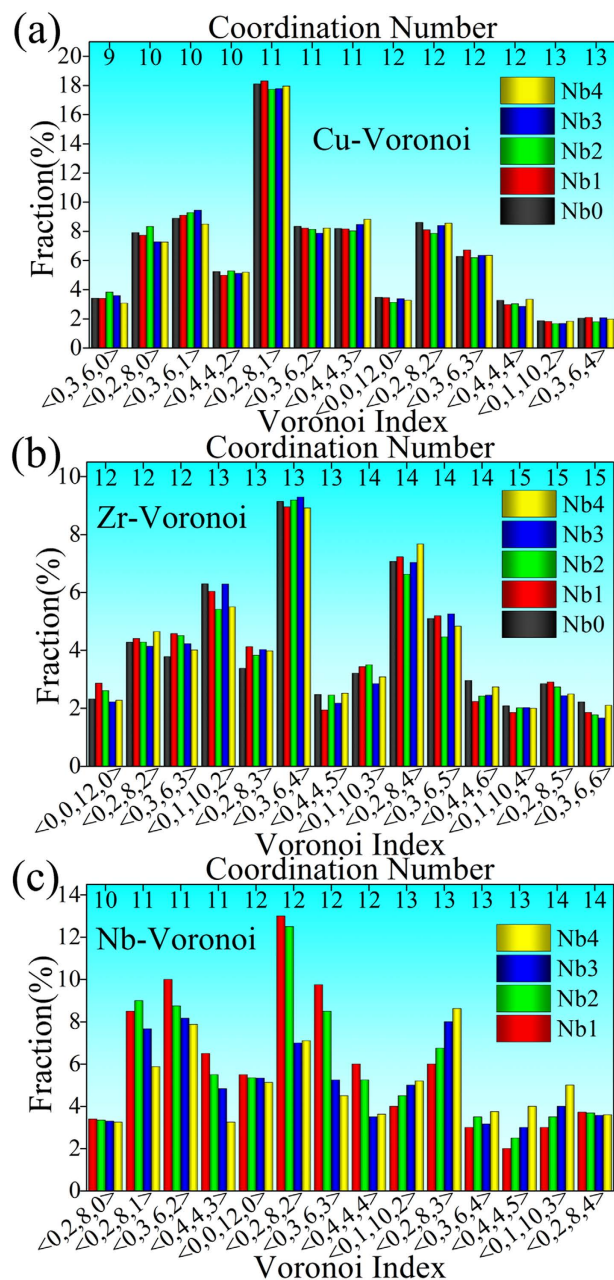 (a)
Coordination Number
9 10 10 10 11 11 11 12 12 12 12 13 13
20
18
16
14
12
10
8
6
4
2
0
Fraction(%)
Cu-Voronoi
Nb4
Nb3
Nb2
Nb1
Nb0
<0,3,6,0> <0,2,8,0> <0,3,6,1> <0,4,4,2> <0,2,8,1> <0,3,6,2> <0,4,4,3> <0,0,12,0> <0,2,8,2> <0,3,6,3> <0,4,4,4> <0,1,10,2> <0,3,6,4>
Voronoi Index
(b)
Coordination Number
12 12 12 13 13 13 13 14 14 14 14 15 15 15
10
8
6
4
2
0
Fraction(%)
Zr-Voronoi
Nb4
Nb3
Nb2
Nb1
Nb0
<0,0,12,0> <0,2,8,2> <0,3,6,3> <0,1,10,2> <0,2,8,3> <0,3,6,4> <0,4,4,5> <0,1,10,3> <0,2,8,4> <0,3,6,5> <0,4,4,6> <0,1,10,4> <0,2,8,5> <0,3,6,6>
Voronoi Index
(c)
Coordination Number
10 11 11 11 12 12 12 12 13 13 13 13 14 14
14
12
10
8
6
4
2
0
Fraction(%)
Nb-Voronoi
Nb4
Nb3
Nb2
Nb1
<0,2,8,0> <0,2,8,1> <0,3,6,2> <0,4,4,3> <0,0,12,0> <0,2,8,2> <0,3,6,3> <0,4,4,4> <0,1,10,2> <0,2,8,3> <0,3,6,4> <0,4,4,5> <0,1,10,3> <0,2,8,4>
Voronoi Index